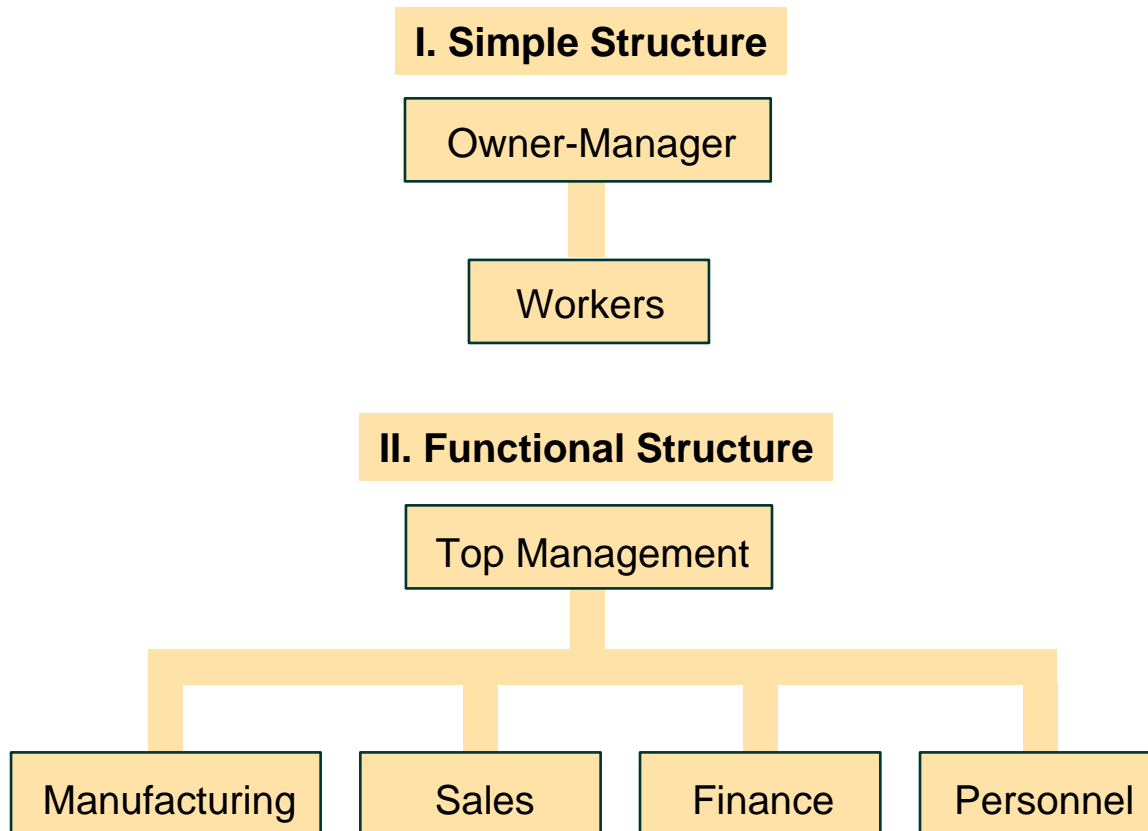 I. Simple Structure
Owner-Manager
Workers
II. Functional Structure
Top Management
Manufacturing
Sales
Finance
Personnel